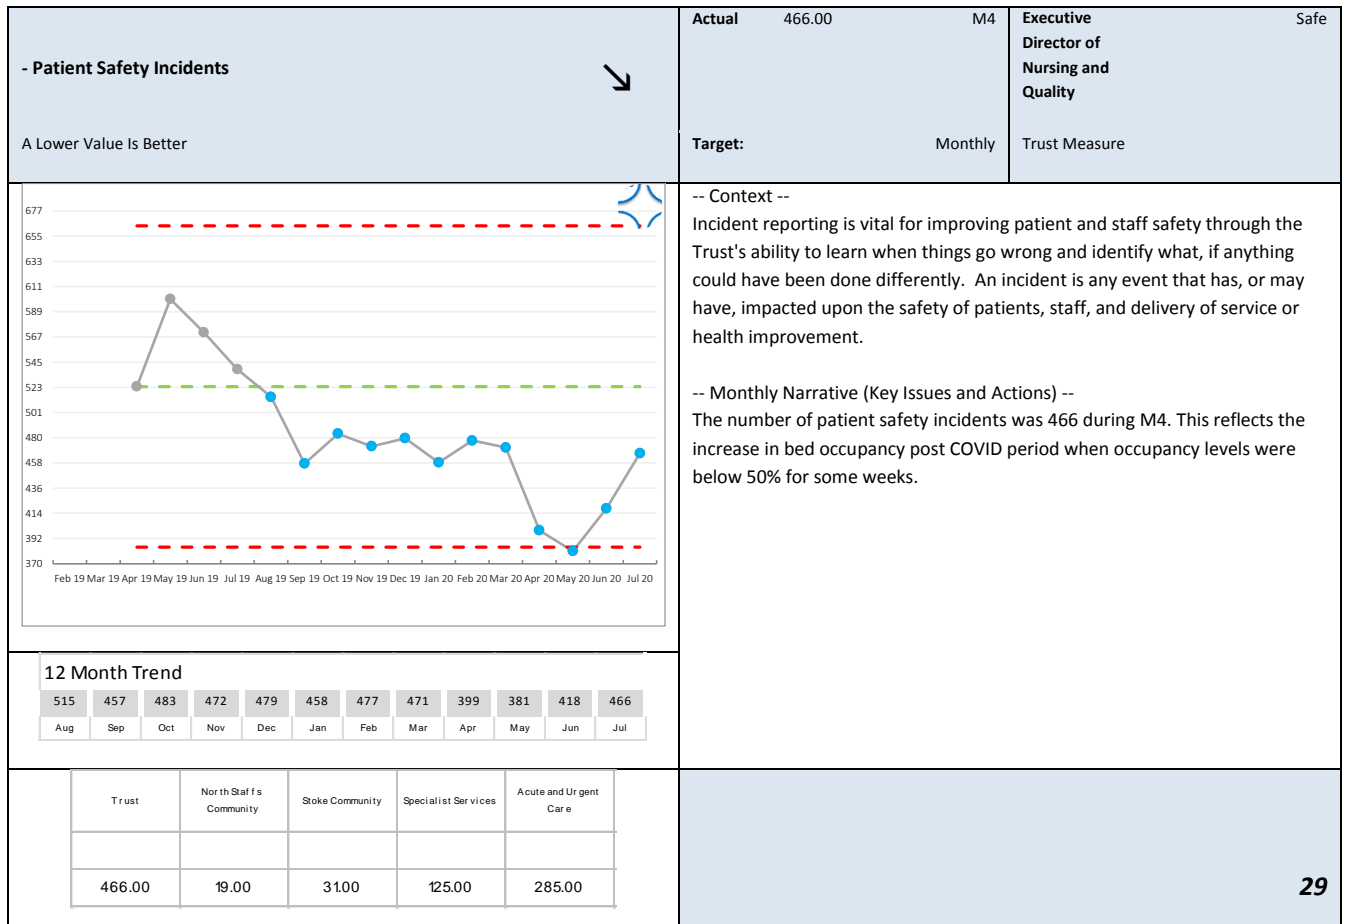 - Patient Safety Incidents
A Lower Value Is Better
Actual 466.00 M4
Target: Monthly
Executive Safe
Director of
Nursing and
Quality
Trust Measure
677
655
633
611
589
567
545
523
501
480
458
436
414
392
370
Feb 19 Mar 19 Apr 19 May 19 Jun 19 Jul 19 Aug 19 Sep 19 Oct 19 Nov 19 Dec 19 Jan 20 Feb 20 Mar 20 Apr 20 May 20 Jun 20 Jul 20
-- Context --
Incident reporting is vital for improving patient and staff safety through the
Trust's ability to learn when things go wrong and identify what, if anything
could have been done differently. An incident is any event that has, or may
have, impacted upon the safety of patients, staff, and delivery of service or
health improvement.
-- Monthly Narrative (Key Issues and Actions) --
The number of patient safety incidents was 466 during M4. This reflects the
increase in bed occupancy post COVID period when occupancy levels were
below 50% for some weeks.
12 Month Trend
515 457 483 472 479 458 477 471 399 381 418 466
Aug Sep Oct Nov Dec Jan Feb Mar Apr May Jun Jul
Trust North Staffs Stoke Community Specialist Services Acute and Urgent
Community Care
466.00 19.00 31.00 125.00 285.00
29